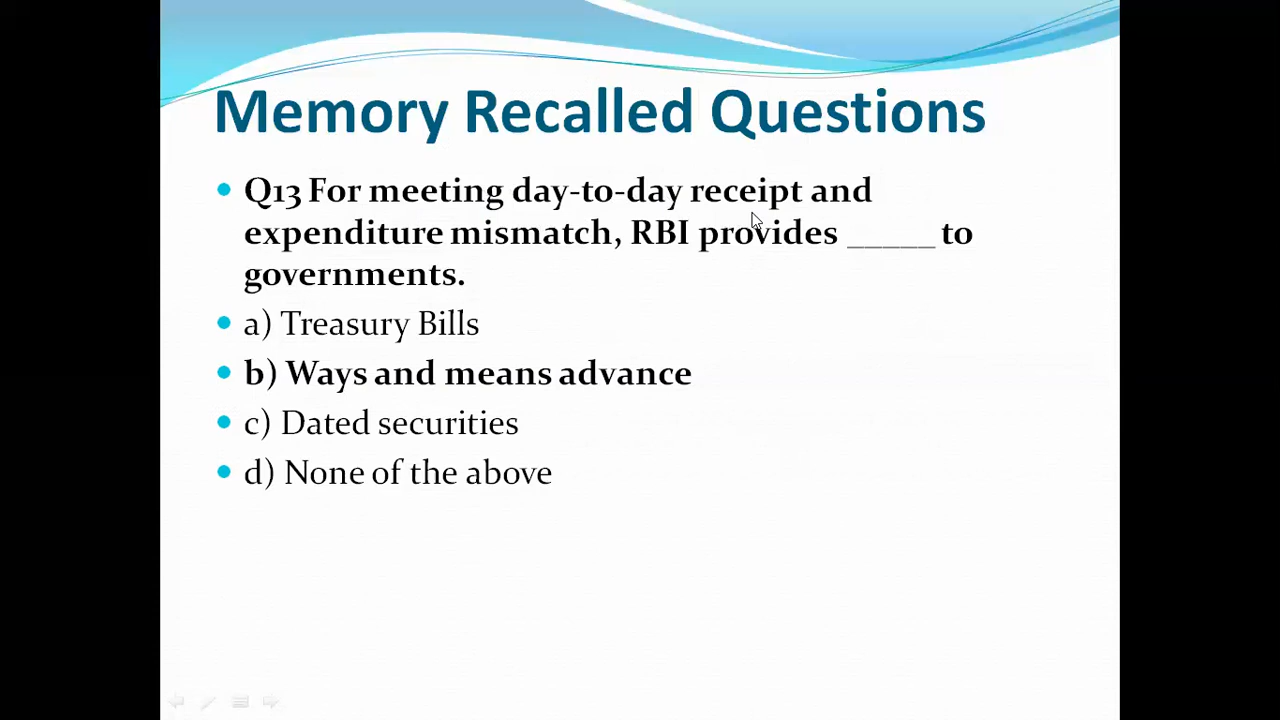 Memory Recalled Questions
Q13 For meeting day-to-day receipt and
expenditure mismatch, RBI provides _____ to
governments.
a) Treasury Bills
b) Ways and means advance
c) Dated securities
d) None of the above